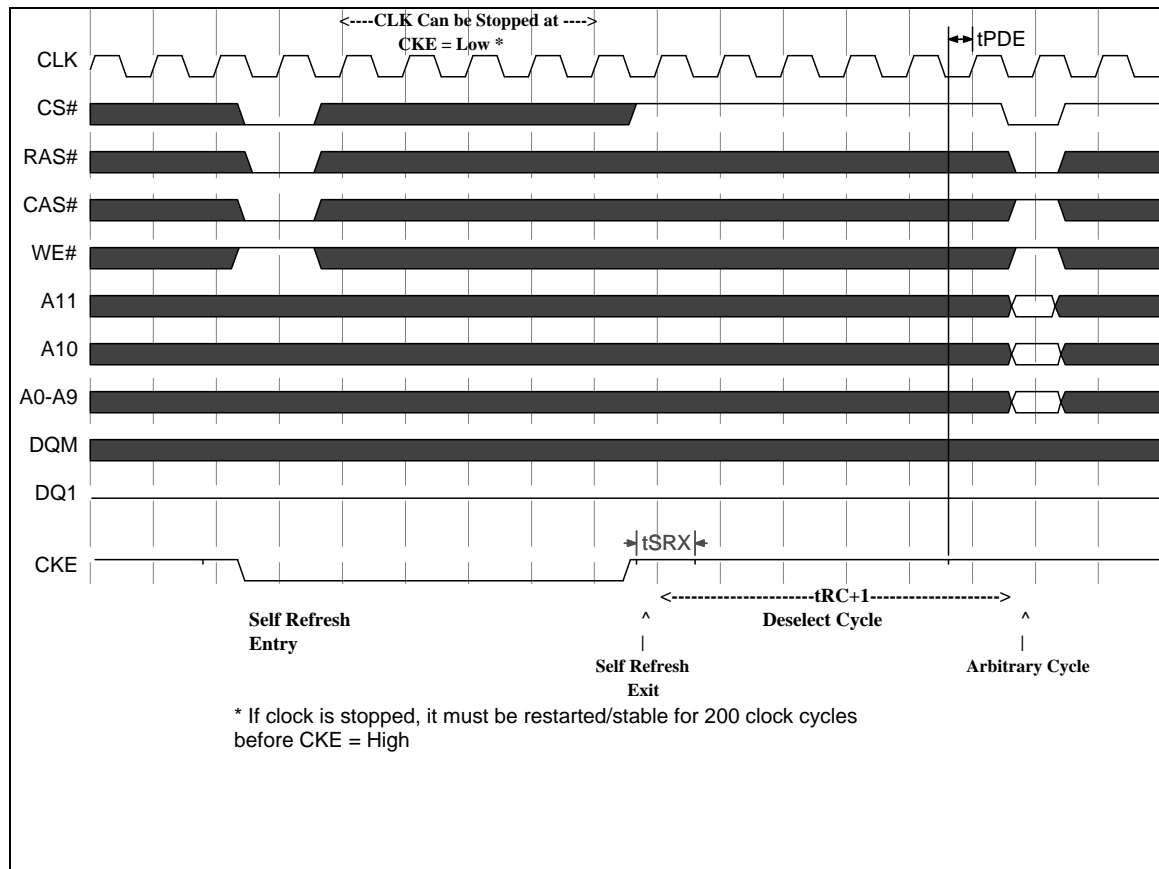 <----CLK Can be Stopped at ---->
CKE = Low *
tPDE
CLK
CS#
RAS#
CAS#
WE#
A11
A10
A0-A9
DQM
DQ1
tSRX
CKE
<---------------------tRC+1------------------->
Self Refresh
Entry
^
Deselect Cycle
^
|
|
Self Refresh
Exit
Arbitrary Cycle
* If clock is stopped, it must be restarted/stable for 200 clock cycles
before CKE = High